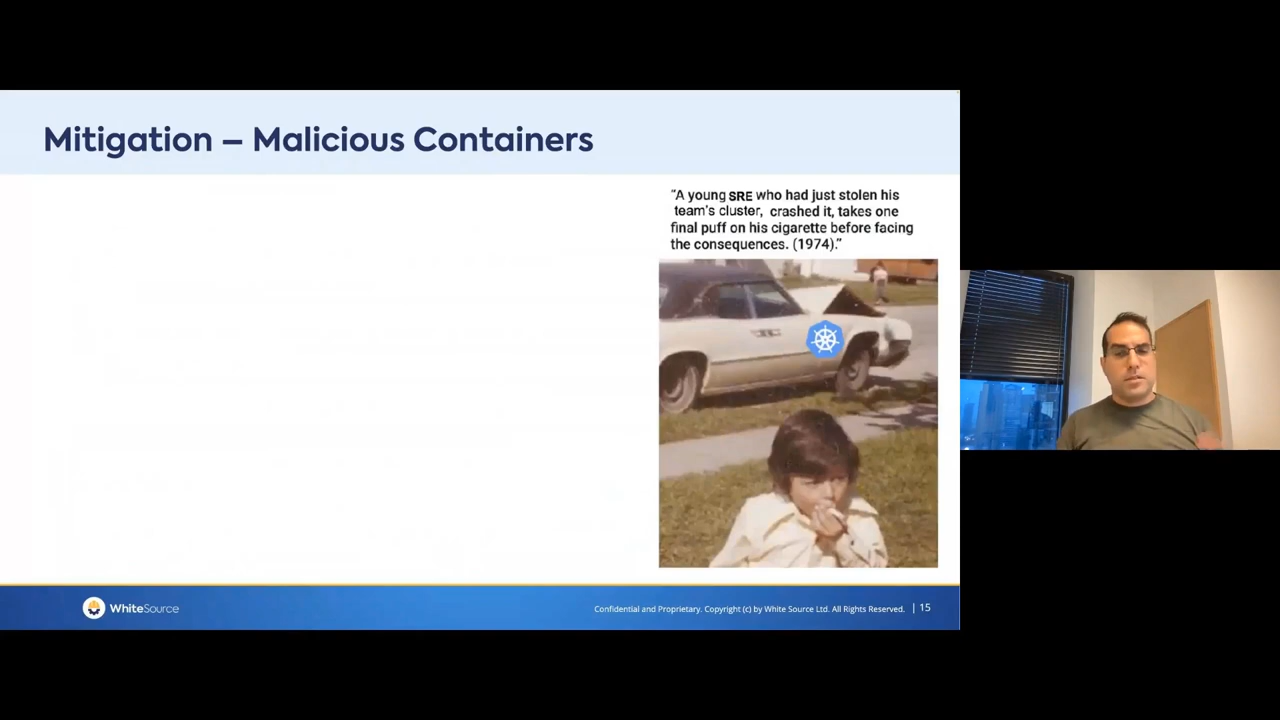 Mitigation – Malicious Containers
"A young SRE who had just stolen his
team's cluster, crashed it, takes one
final puff on his cigarette before facing
the consequences. (1974)."
WhiteSource
Confidential and Proprietary. Copyright (c) by White Source Ltd. All Rights Reserved. | 15